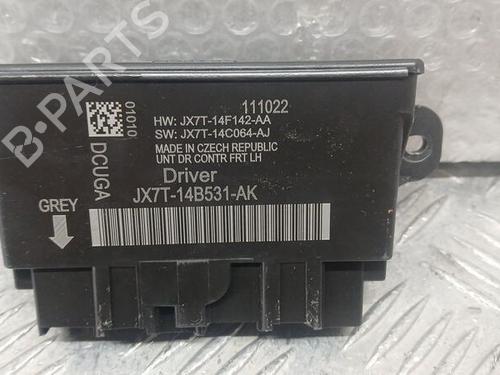 B-PARTS
111022
01010
HW: JX7T-14F142-AA
SW: JX7T-14C064-AJ
MADE IN CZECH REPUBLIC
UNT DR CONTR FRT LH
DCUGA
Driver
GREY
JX7T-14B531-AK